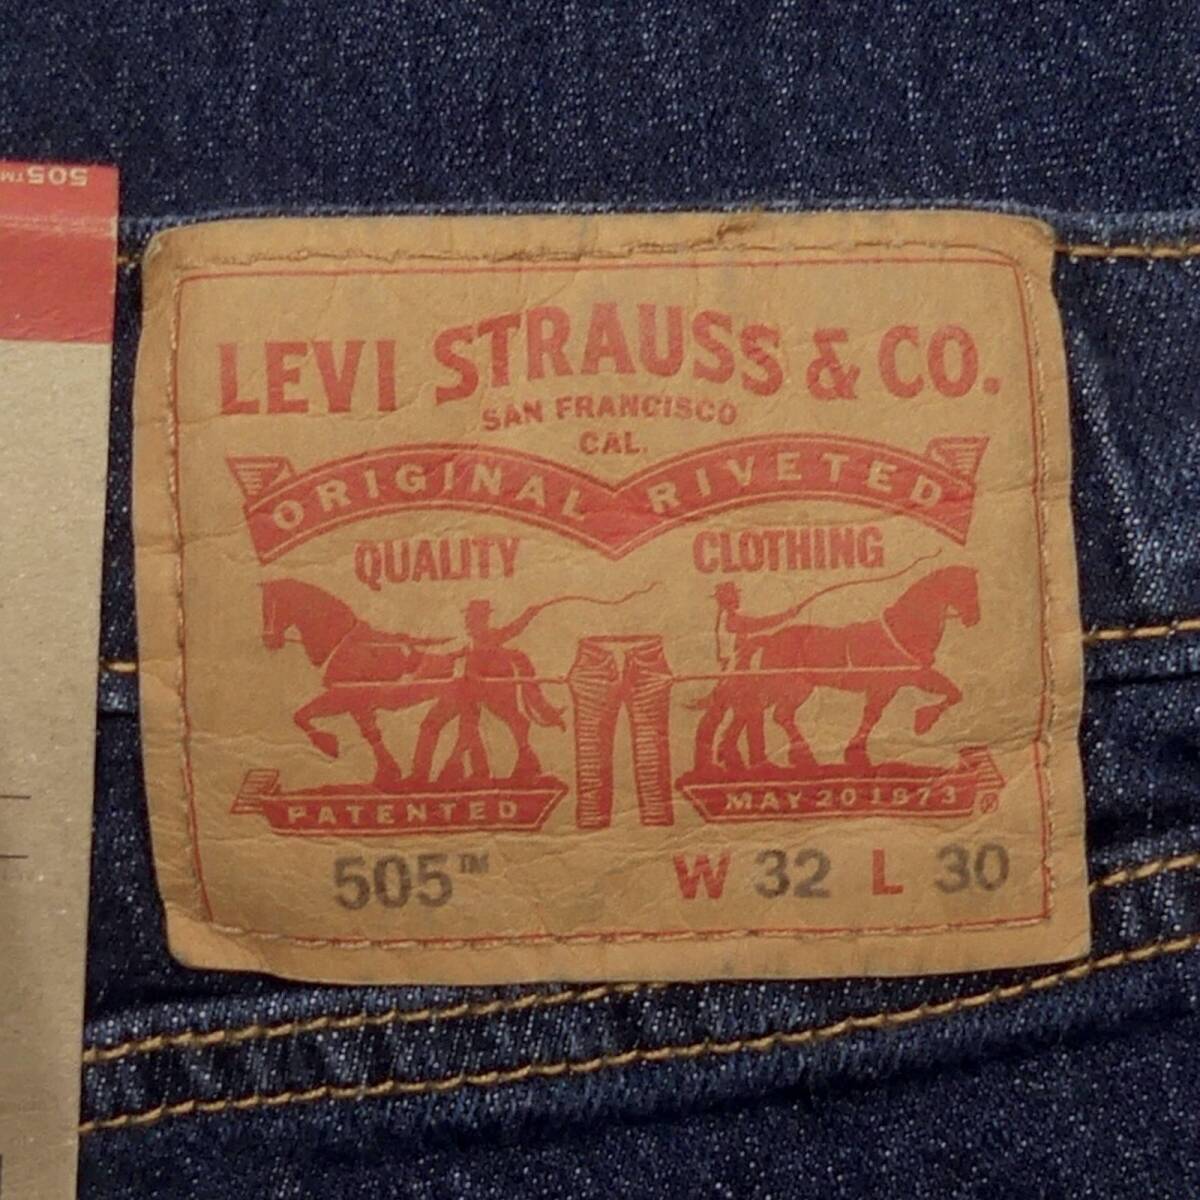 505™
LEVI STRAUSS & CO.
SAN FRANCISCO
CAL.
ORIGINAL RIVETED
QUALITY CLOTHING
PATENTED MAY 20 1873 ®
505™ W 32 L 30